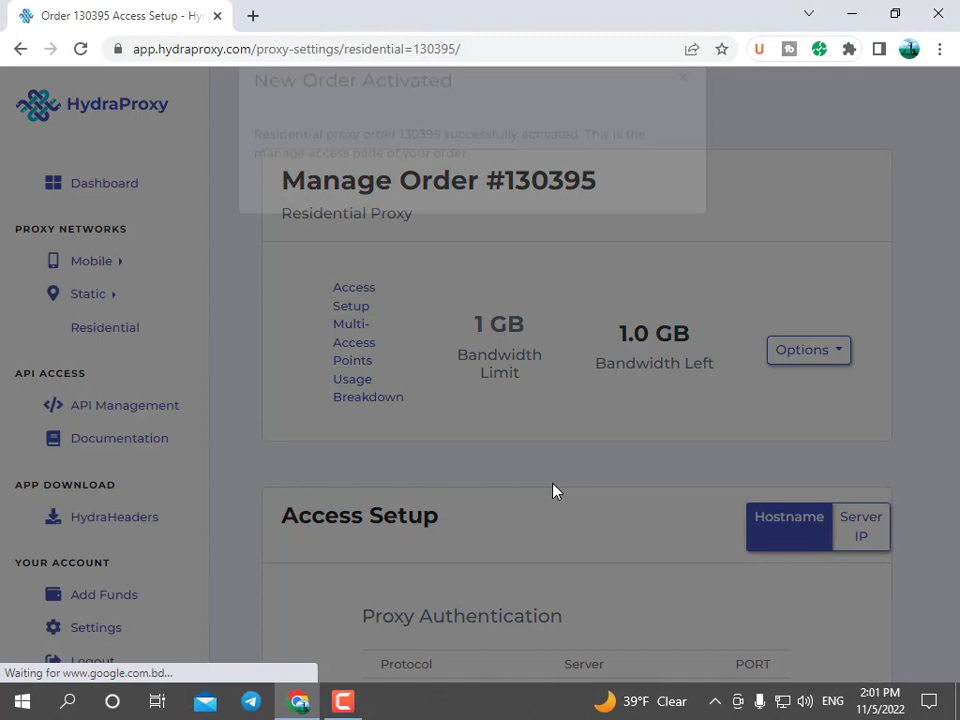 Order 130395 Access Setup - Hy
app.hydraproxy.com/proxy-settings/residential=130395/
HydraProxy
Dashboard
PROXY NETWORKS
Mobile
Static
Residential
API ACCESS
API Management
Documentation
APP DOWNLOAD
HydraHeaders
YOUR ACCOUNT
Add Funds
Settings
Logout
New Order Activated
×
Residential proxy order 130395 successfully activated. This is the
manage access page of your order
Manage Order #130395
Residential Proxy
Access
Setup
Multi-
Access
Points
Usage
Breakdown
1 GB
Bandwidth
Limit
1.0 GB
Bandwidth Left
Options
Access Setup
Hostname
Server
IP
Proxy Authentication
Protocol Server PORT
Waiting for www.google.com.bd...
39°F Clear
ENG
2:01 PM
11/5/2022